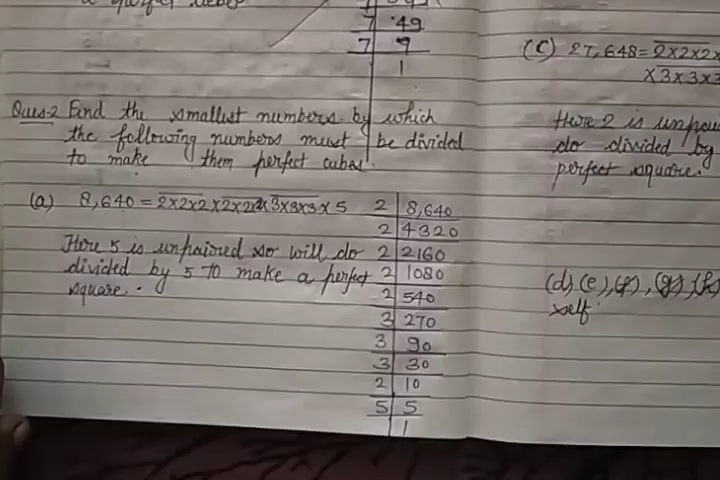 7 49
7 9
1
Ques-2 Find the smallest numbers by which
the following numbers must be divided
to make them perfect cubes.
(a) 8,640 = 2×2×2×2×2×2×3×3×3×5
Here 5 is unpaired so will do
divided by 5 to make a perfect
square.
2 8,640
2 4320
2 2160
2 1080
2 540
3 270
3 90
3 30
2 10
5 5
1
(C) 27,648 = 2×2×2×
×3×3×3
Here 2 is unpai
do divided by
perfect square.
(d), (e), (f), (g), (h)
self